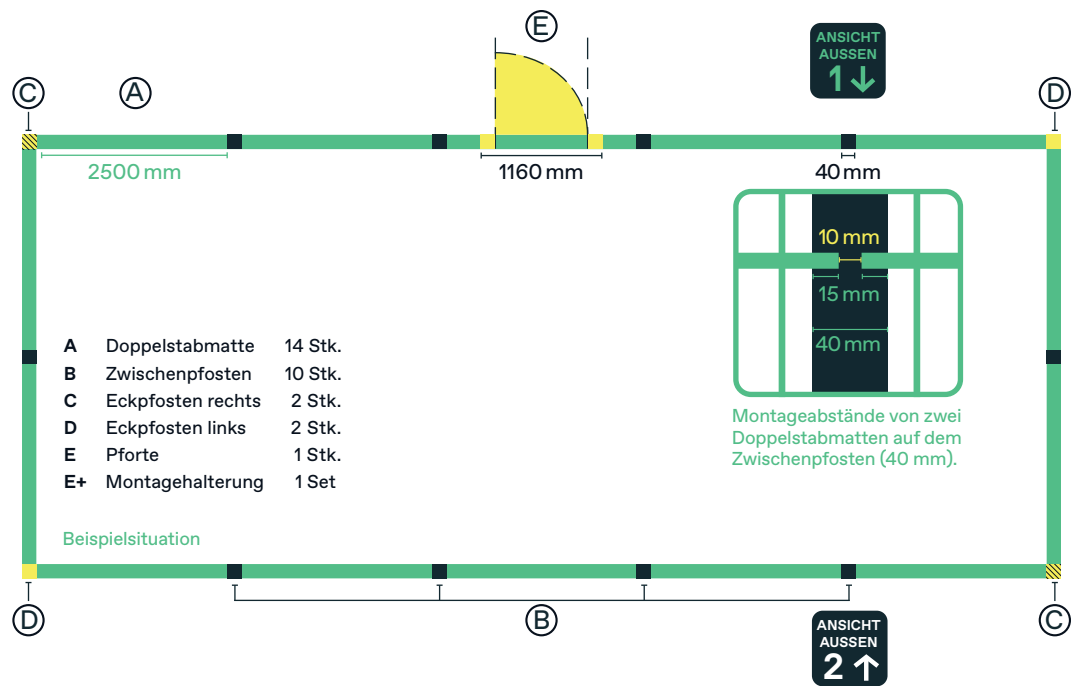 E
ANSICHT
AUSSEN
1
C
A
D
2500 mm
1160 mm
40 mm
10 mm
15 mm
40 mm
Montageabstände von zwei
Doppelstabmatten auf dem
Zwischenpfosten (40 mm).
A Doppelstabmatte 14 Stk.
B Zwischenpfosten 10 Stk.
C Eckpfosten rechts 2 Stk.
D Eckpfosten links 2 Stk.
E Pforte 1 Stk.
E+ Montagehalterung 1 Set
Beispielsituation
D
B
C
ANSICHT
AUSSEN
2